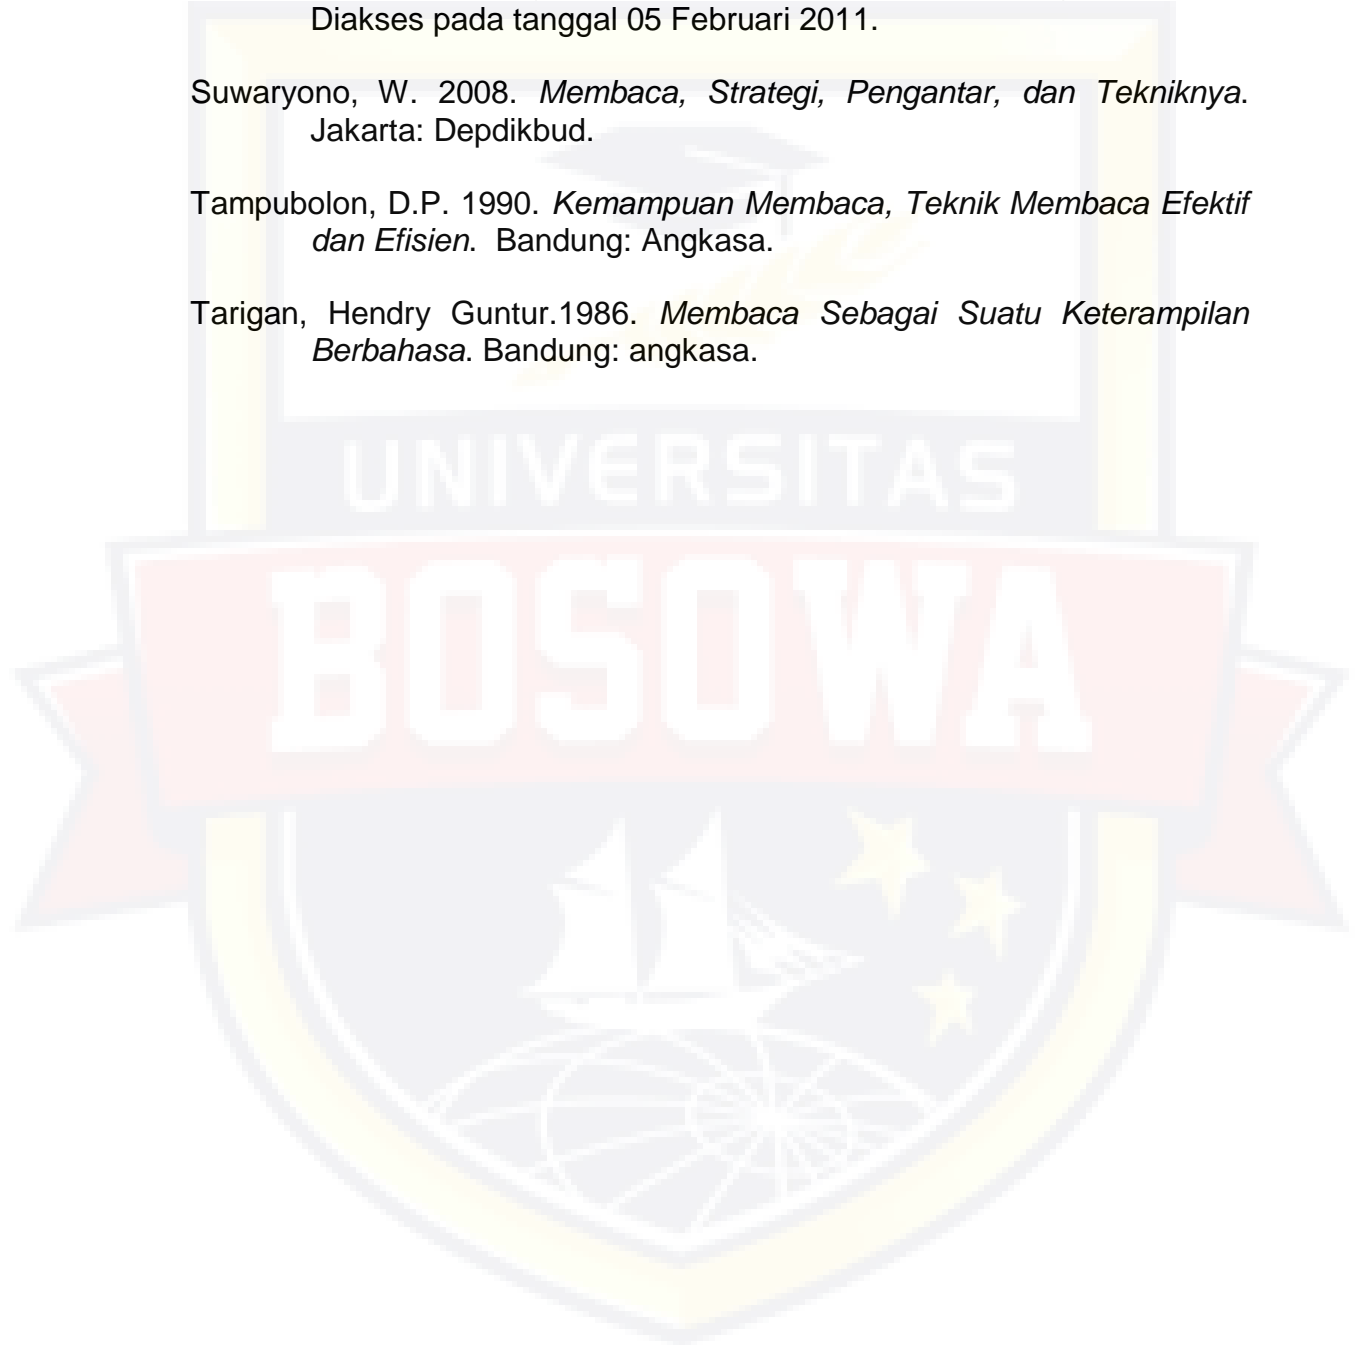 Diakses pada tanggal 05 Februari 2011.
Suwaryono, W. 2008. Membaca, Strategi, Pengantar, dan Tekniknya.
Jakarta: Depdikbud.
Tampubolon, D.P. 1990. Kemampuan Membaca, Teknik Membaca Efektif
dan Efisien.  Bandung: Angkasa.
Tarigan, Hendry Guntur.1986. Membaca Sebagai Suatu Keterampilan
Berbahasa. Bandung: angkasa.
UNIVERSITAS
BOSOWA